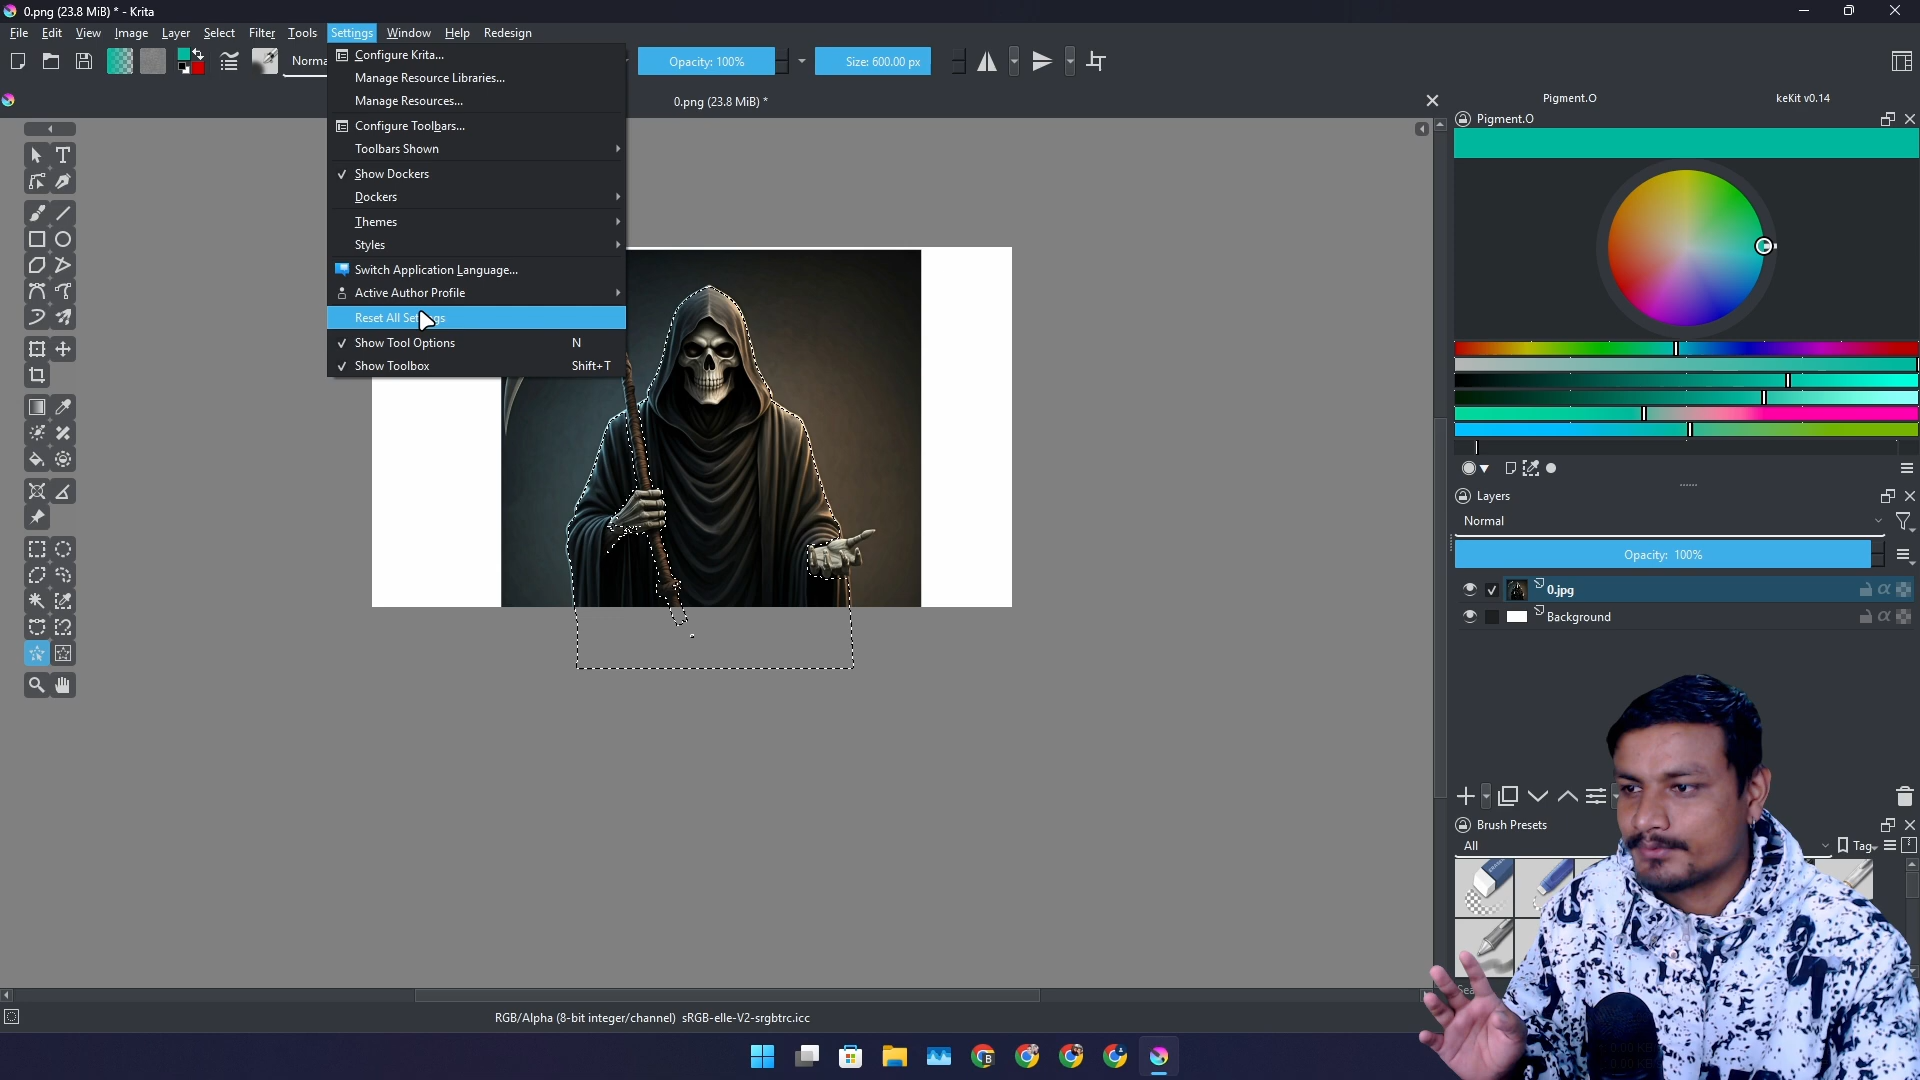 0.png (23.8 MiB) * - Krita
File Edit View Image Layer Select Filter Tools Settings Window Help Redesign
Norma
Opacity: 100%
Size: 600.00 px
0.png (23.8 MiB) *
Configure Krita...
Manage Resource Libraries...
Manage Resources...
Configure Toolbars...
Toolbars Shown
Show Dockers
Dockers
Themes
Styles
Switch Application Language...
Active Author Profile
Reset All Settings
Show Tool Options N
Show Toolbox Shift+T
Pigment.O keKit v0.14
Pigment.O
Layers
Normal
Opacity: 100%
0.jpg
Background
Brush Presets
All
Tag
RGB/Alpha (8-bit integer/channel) sRGB-elle-V2-srgbtrc.icc